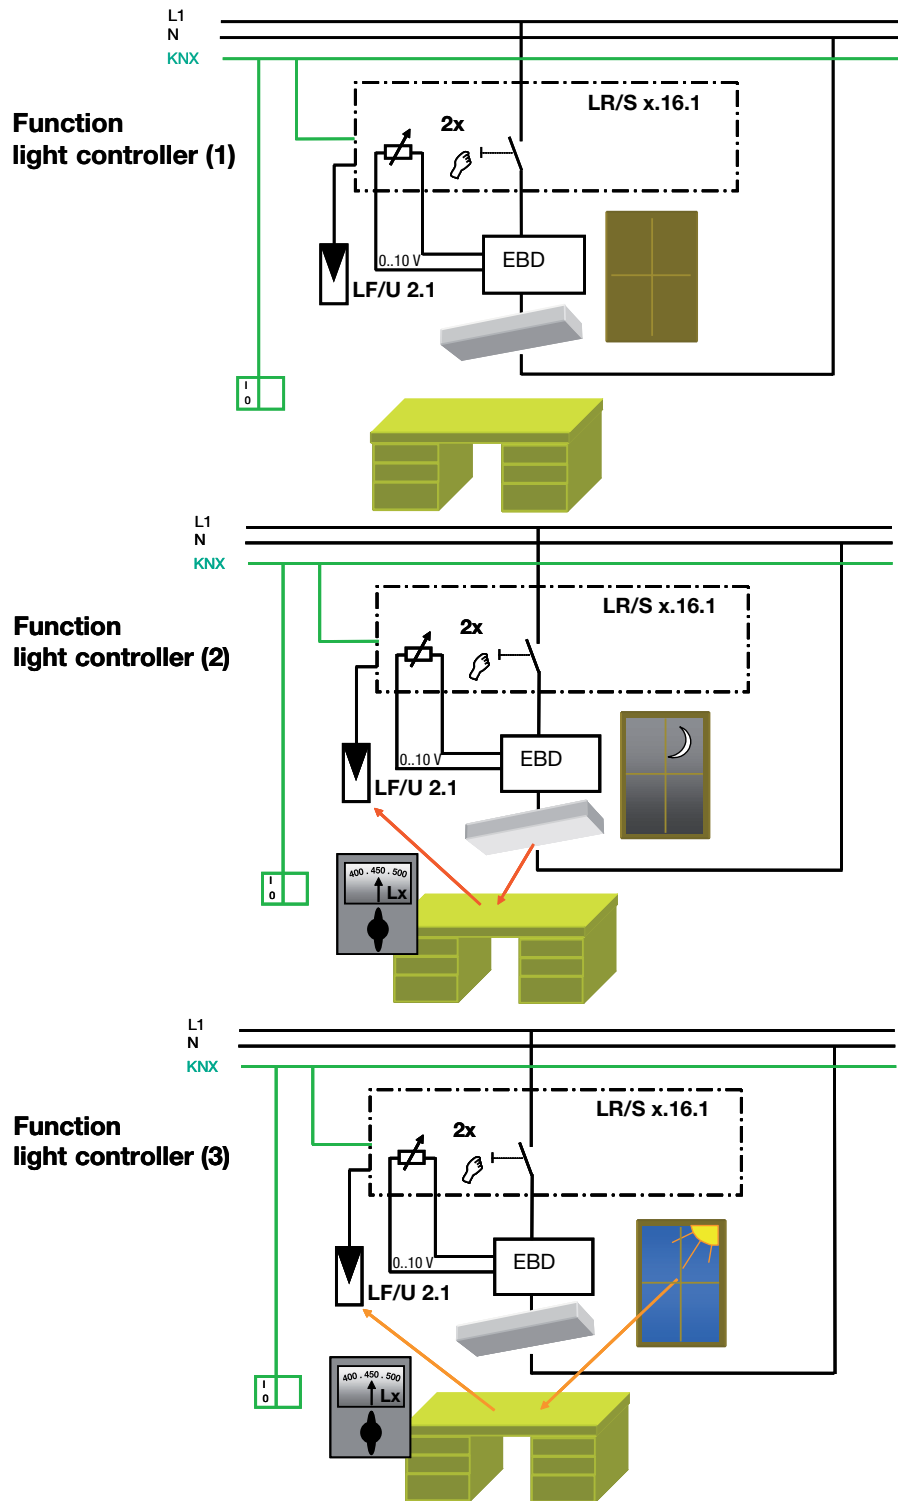 L1
N
KNX
LR/S x.16.1
Function
light controller (1)
2x
0..10 V
EBD
LF/U 2.1
I
0
L1
N
KNX
LR/S x.16.1
Function
light controller (2)
2x
0..10 V
EBD
LF/U 2.1
400 . 450 . 500
Lx
I
0
L1
N
KNX
LR/S x.16.1
Function
light controller (3)
2x
0..10 V
EBD
LF/U 2.1
400 . 450 . 500
Lx
I
0